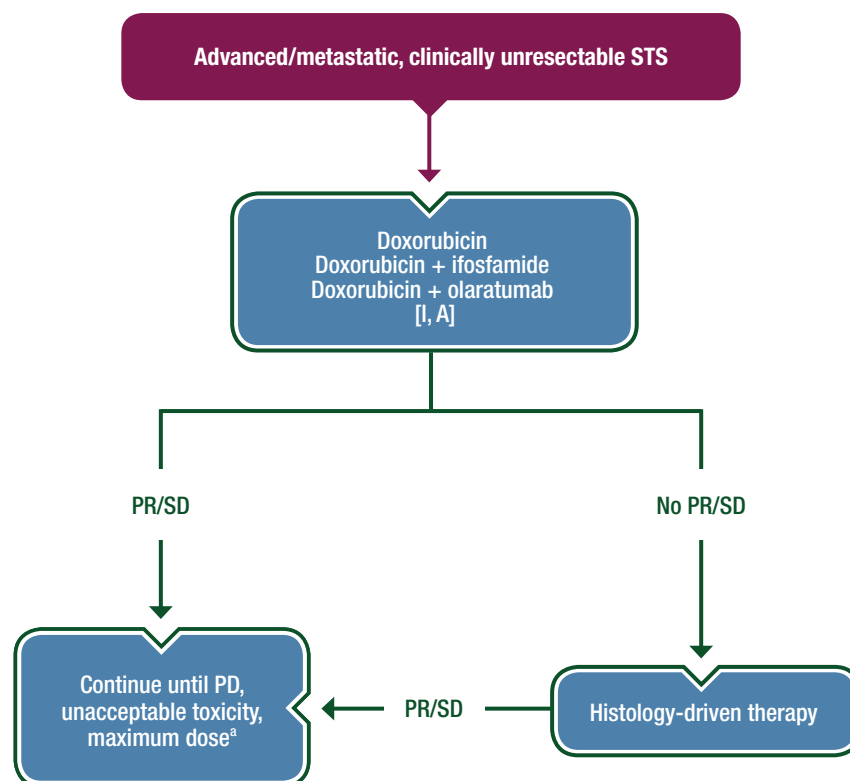 Advanced/metastatic, clinically unresectable STS
Doxorubicin
Doxorubicin + ifosfamide
Doxorubicin + olaratumab
[I, A]
PR/SD
No PR/SD
Continue until PD,
unacceptable toxicity,
maximum doseᵃ
PR/SD
Histology-driven therapy